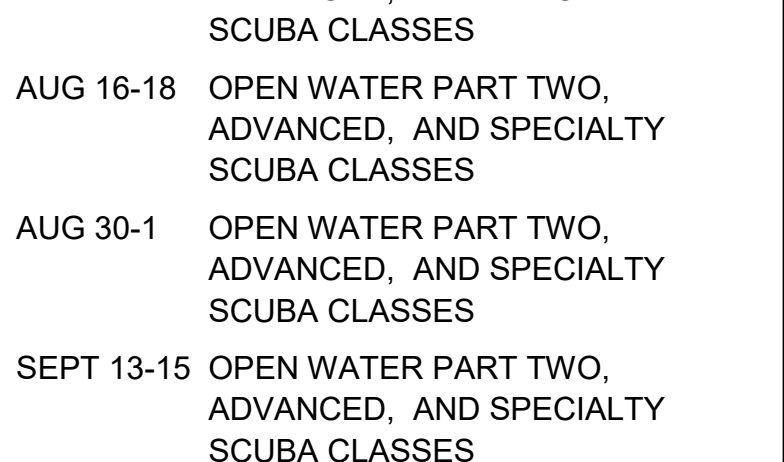 SCUBA CLASSES
AUG 16-18 OPEN WATER PART TWO,
ADVANCED, AND SPECIALTY
SCUBA CLASSES
AUG 30-1 OPEN WATER PART TWO,
ADVANCED, AND SPECIALTY
SCUBA CLASSES
SEPT 13-15 OPEN WATER PART TWO,
ADVANCED, AND SPECIALTY
SCUBA CLASSES